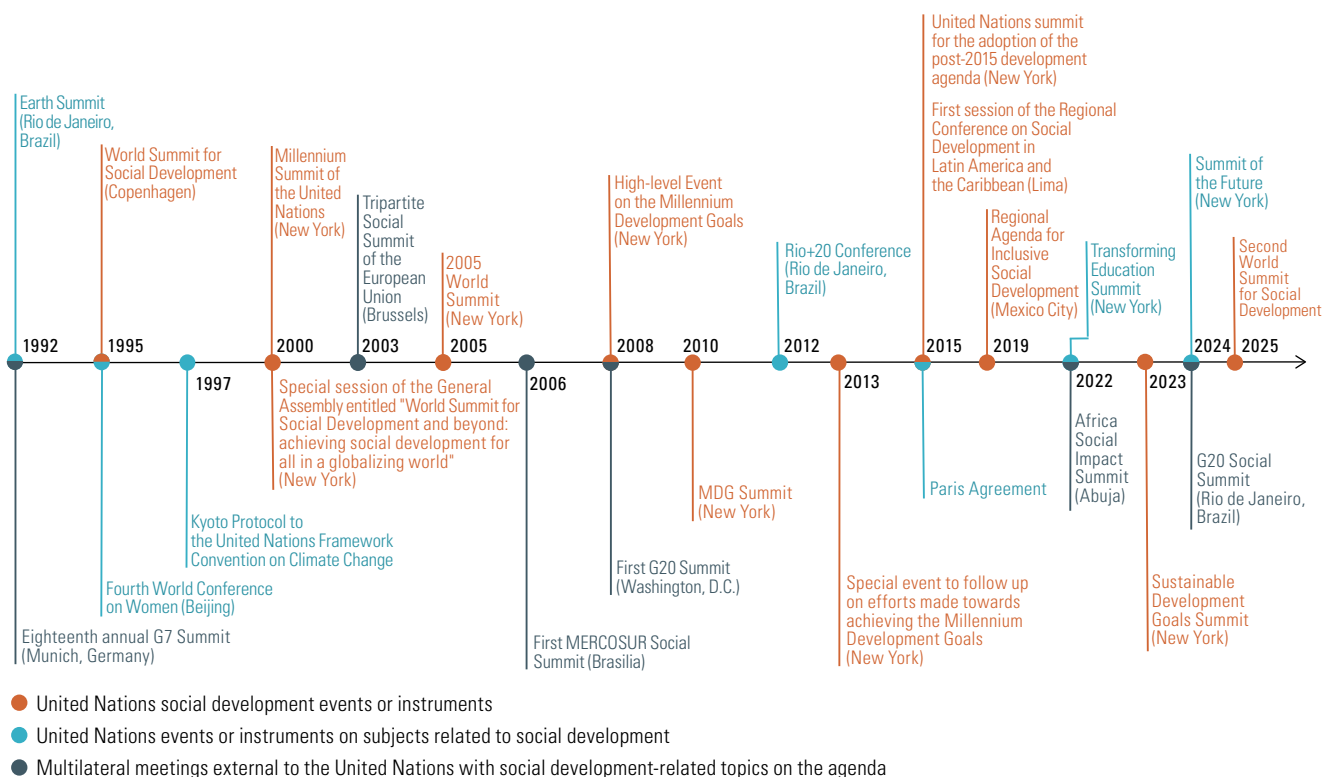 Earth Summit
(Rio de Janeiro,
Brazil)
World Summit for
Social Development
(Copenhagen)
Millennium
Summit of
the United
Nations
(New York)
Tripartite
Social
Summit
of the
European
Union
(Brussels)
2005
World
Summit
(New York)
High-level Event
on the Millennium
Development Goals
(New York)
Rio+20 Conference
(Rio de Janeiro,
Brazil)
United Nations summit
for the adoption of the
post-2015 development
agenda (New York)
First session of the Regional
Conference on Social
Development in
Latin America and
the Caribbean (Lima)
Regional
Agenda for
Inclusive
Social
Development
(Mexico City)
Transforming
Education
Summit
(New York)
Summit of
the Future
(New York)
Second
World
Summit
for Social
Development
1992
1995
1997
2000
2003
2005
2006
2008
2010
2012
2013
2015
2019
2022
2023
2024
2025
Eighteenth annual G7 Summit
(Munich, Germany)
Fourth World Conference
on Women (Beijing)
Kyoto Protocol to
the United Nations Framework
Convention on Climate Change
Special session of the General
Assembly entitled "World Summit for
Social Development and beyond:
achieving social development for
all in a globalizing world"
(New York)
First MERCOSUR Social
Summit (Brasilia)
First G20 Summit
(Washington, D.C.)
MDG Summit
(New York)
Special event to follow up
on efforts made towards
achieving the Millennium
Development Goals
(New York)
Paris Agreement
Africa
Social
Impact
Summit
(Abuja)
Sustainable
Development
Goals Summit
(New York)
G20 Social
Summit
(Rio de Janeiro,
Brazil)
United Nations social development events or instruments
United Nations events or instruments on subjects related to social development
Multilateral meetings external to the United Nations with social development-related topics on the agenda